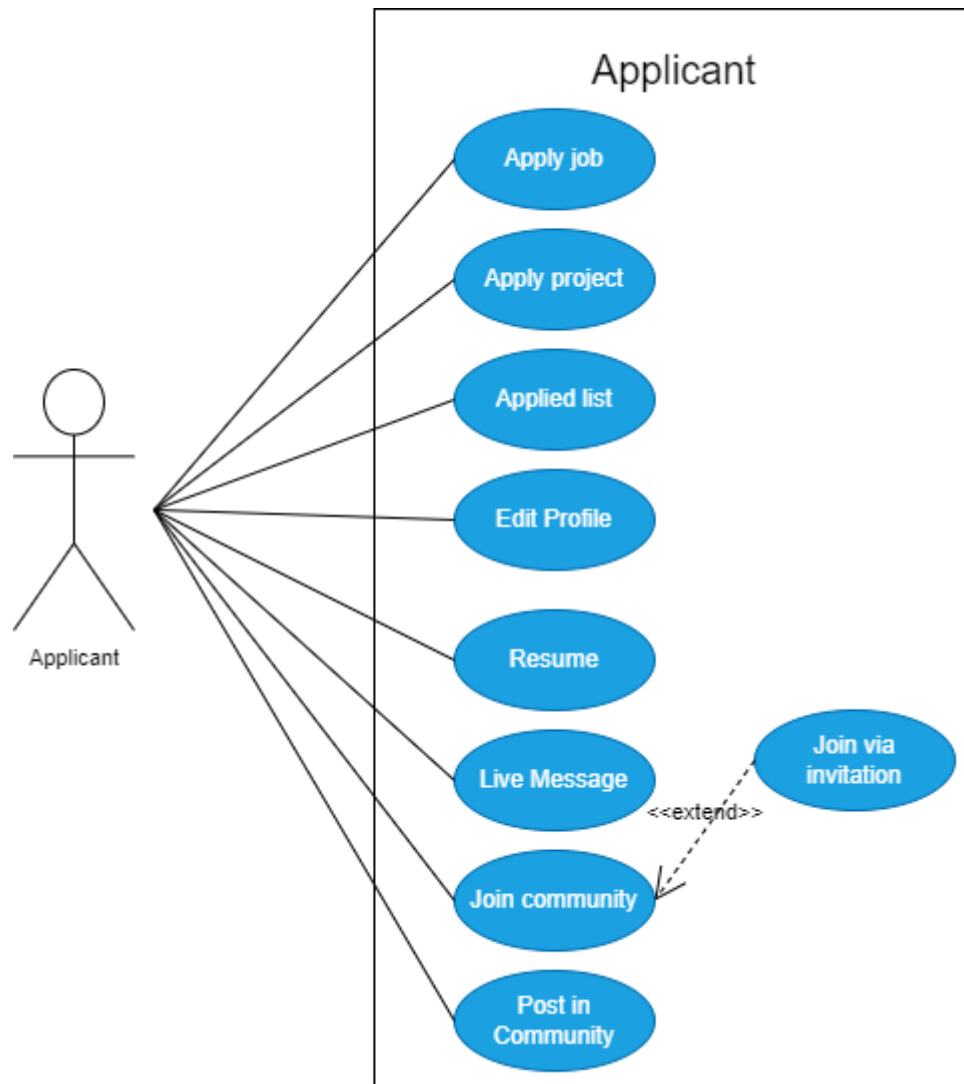 Applicant
Apply job
Apply project
Applied list
Edit Profile
Resume
Applicant
Live Message
Join via
invitation
<<extend>>
Join community
Post in
Community